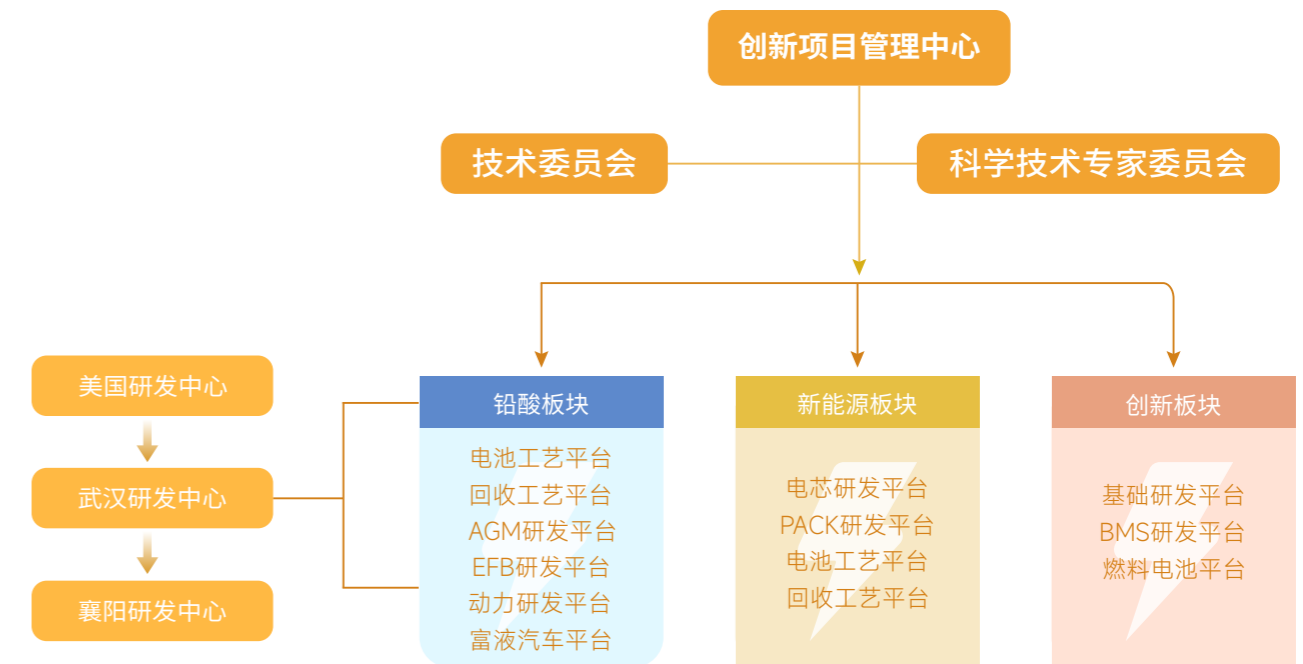 创新项目管理中心
技术委员会
科学技术专家委员会
美国研发中心
武汉研发中心
襄阳研发中心
铅酸板块
电池工艺平台
回收工艺平台
AGM研发平台
EFB研发平台
动力研发平台
富液汽车平台
新能源板块
电芯研发平台
PACK研发平台
电池工艺平台
回收工艺平台
创新板块
基础研发平台
BMS研发平台
燃料电池平台